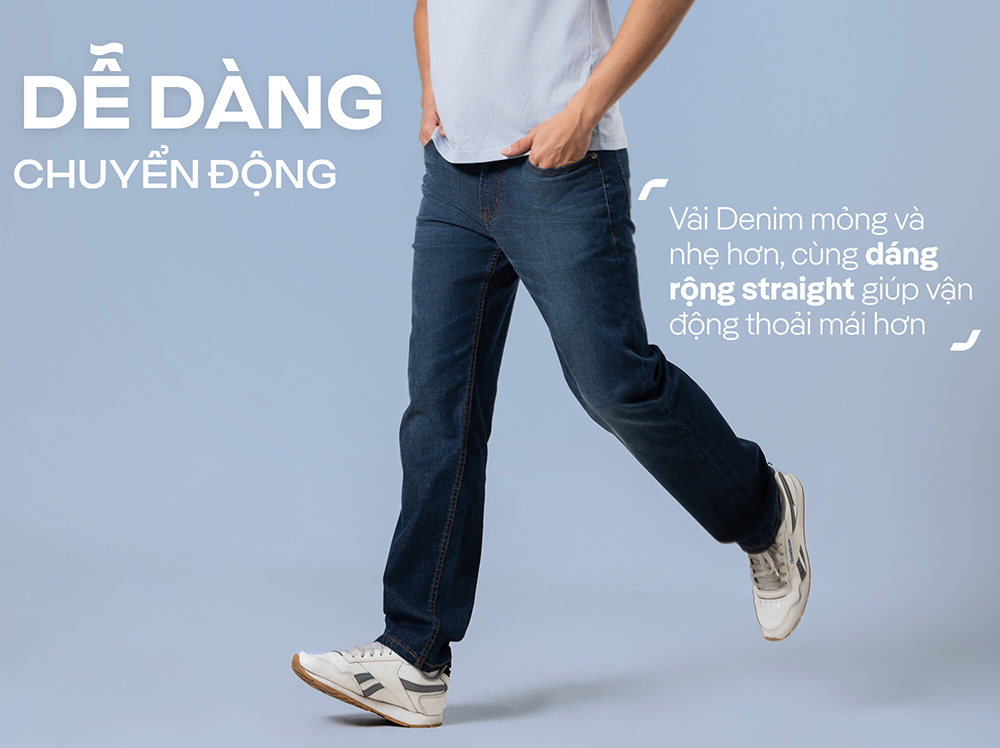 DỄ DÀNG
CHUYỂN ĐỘNG
Vải Denim mỏng và
nhẹ hơn, cùng dáng
rộng straight giúp vận
động thoải mái hơn